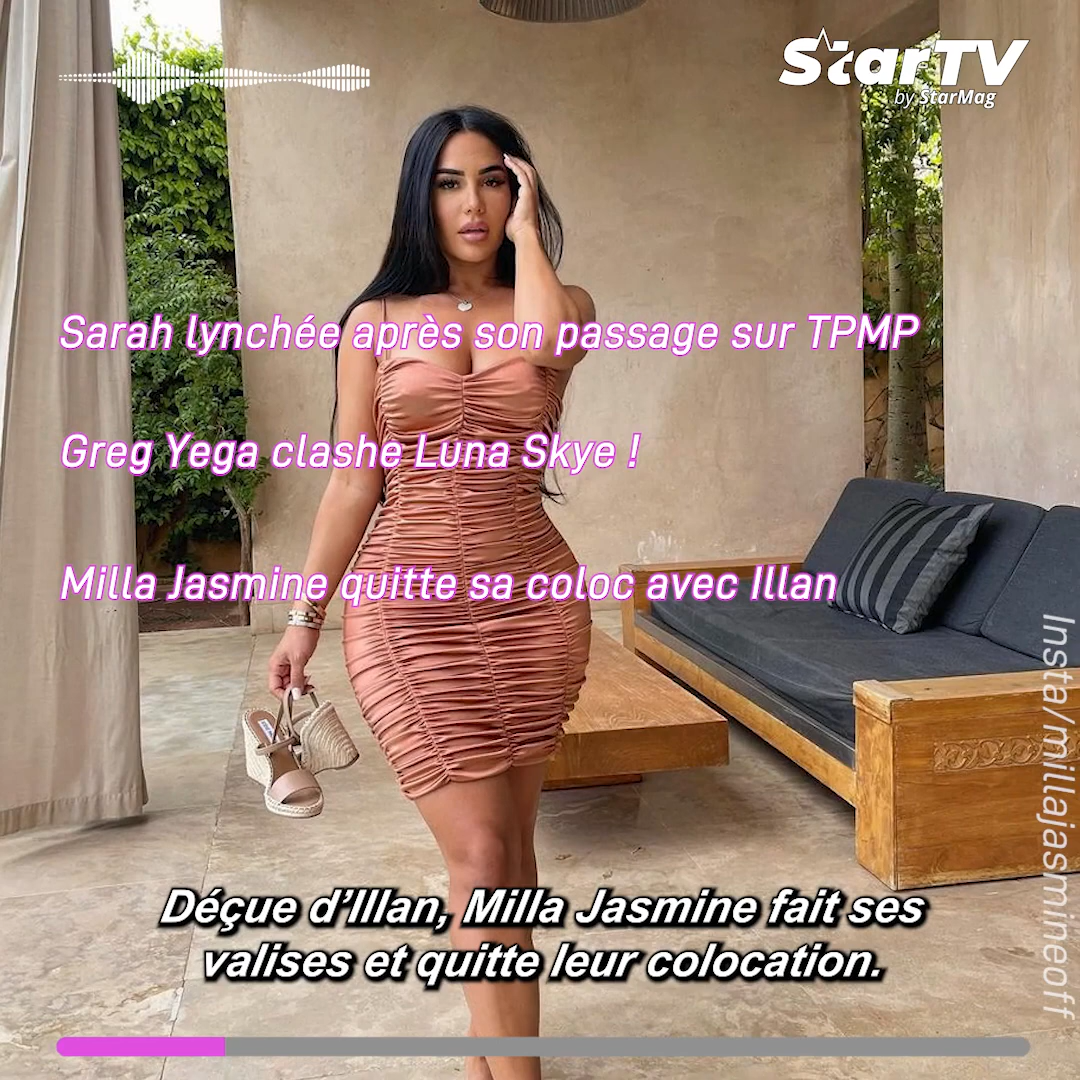 StarTV
by StarMag
Sarah lynchée après son passage sur TPMP
Greg Yega clashe Luna Skye !
Milla Jasmine quitte sa coloc avec Illan
Insta/millajasmineoff
Déçue d’Illan, Milla Jasmine fait ses
valises et quitte leur colocation.